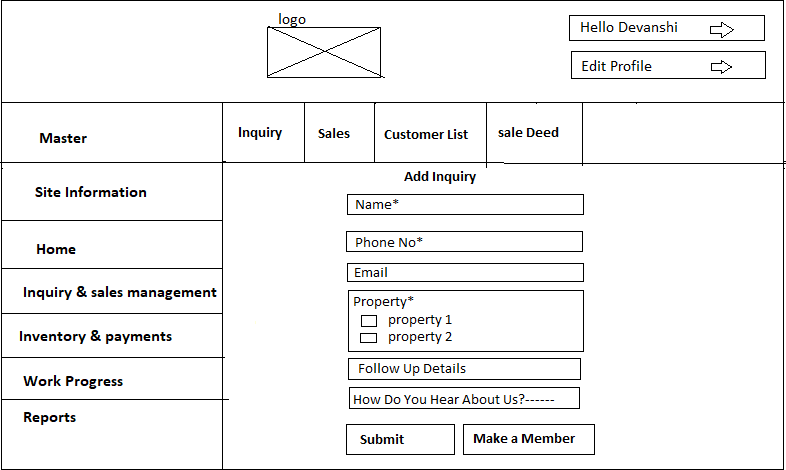 logo
Hello Devanshi
Edit Profile
Master
Inquiry
Sales
Customer List
sale Deed
Site Information
Home
Inquiry & sales management
Inventory & payments
Work Progress
Reports
Add Inquiry
Name*
Phone No*
Email
Property*
property 1
property 2
Follow Up Details
How Do You Hear About Us?------
Submit
Make a Member